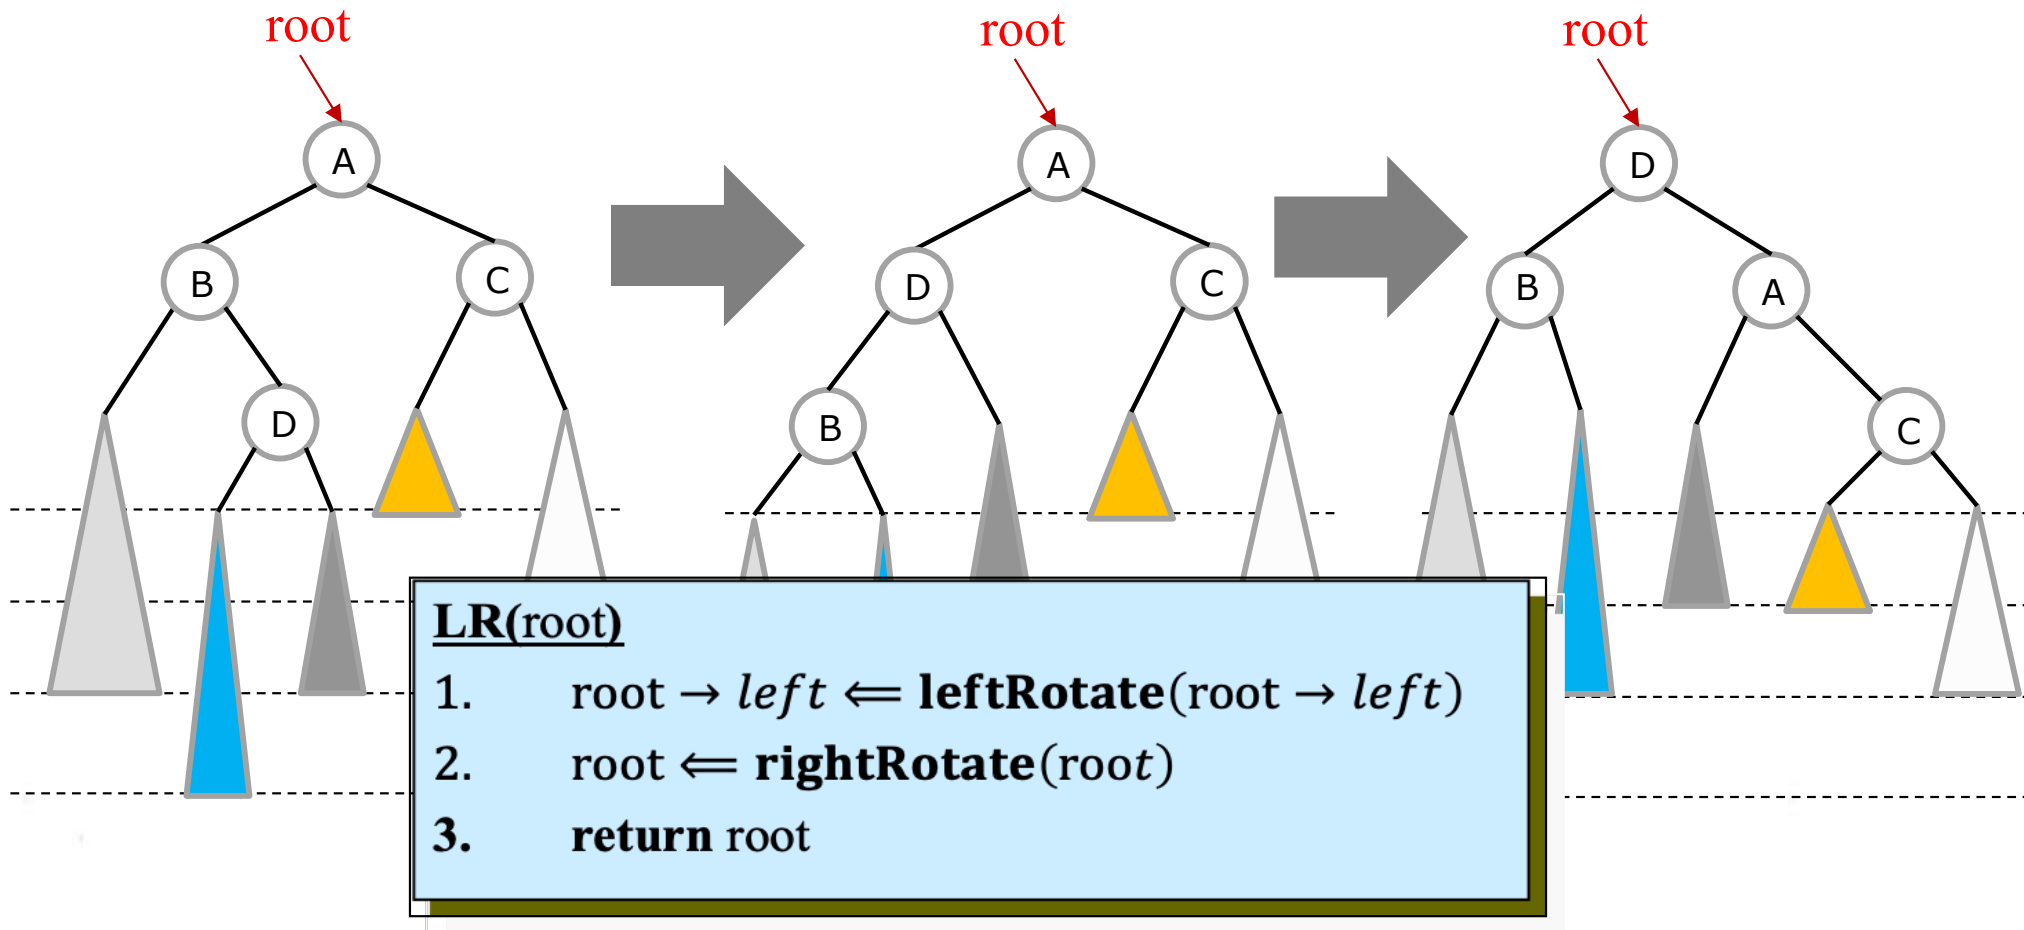 root
root
root
A
B
C
D
A
D
C
B
D
B
A
C
LR(root)
1. root → left ⟸ leftRotate(root → left)
2. root ⟸ rightRotate(root)
3. return root